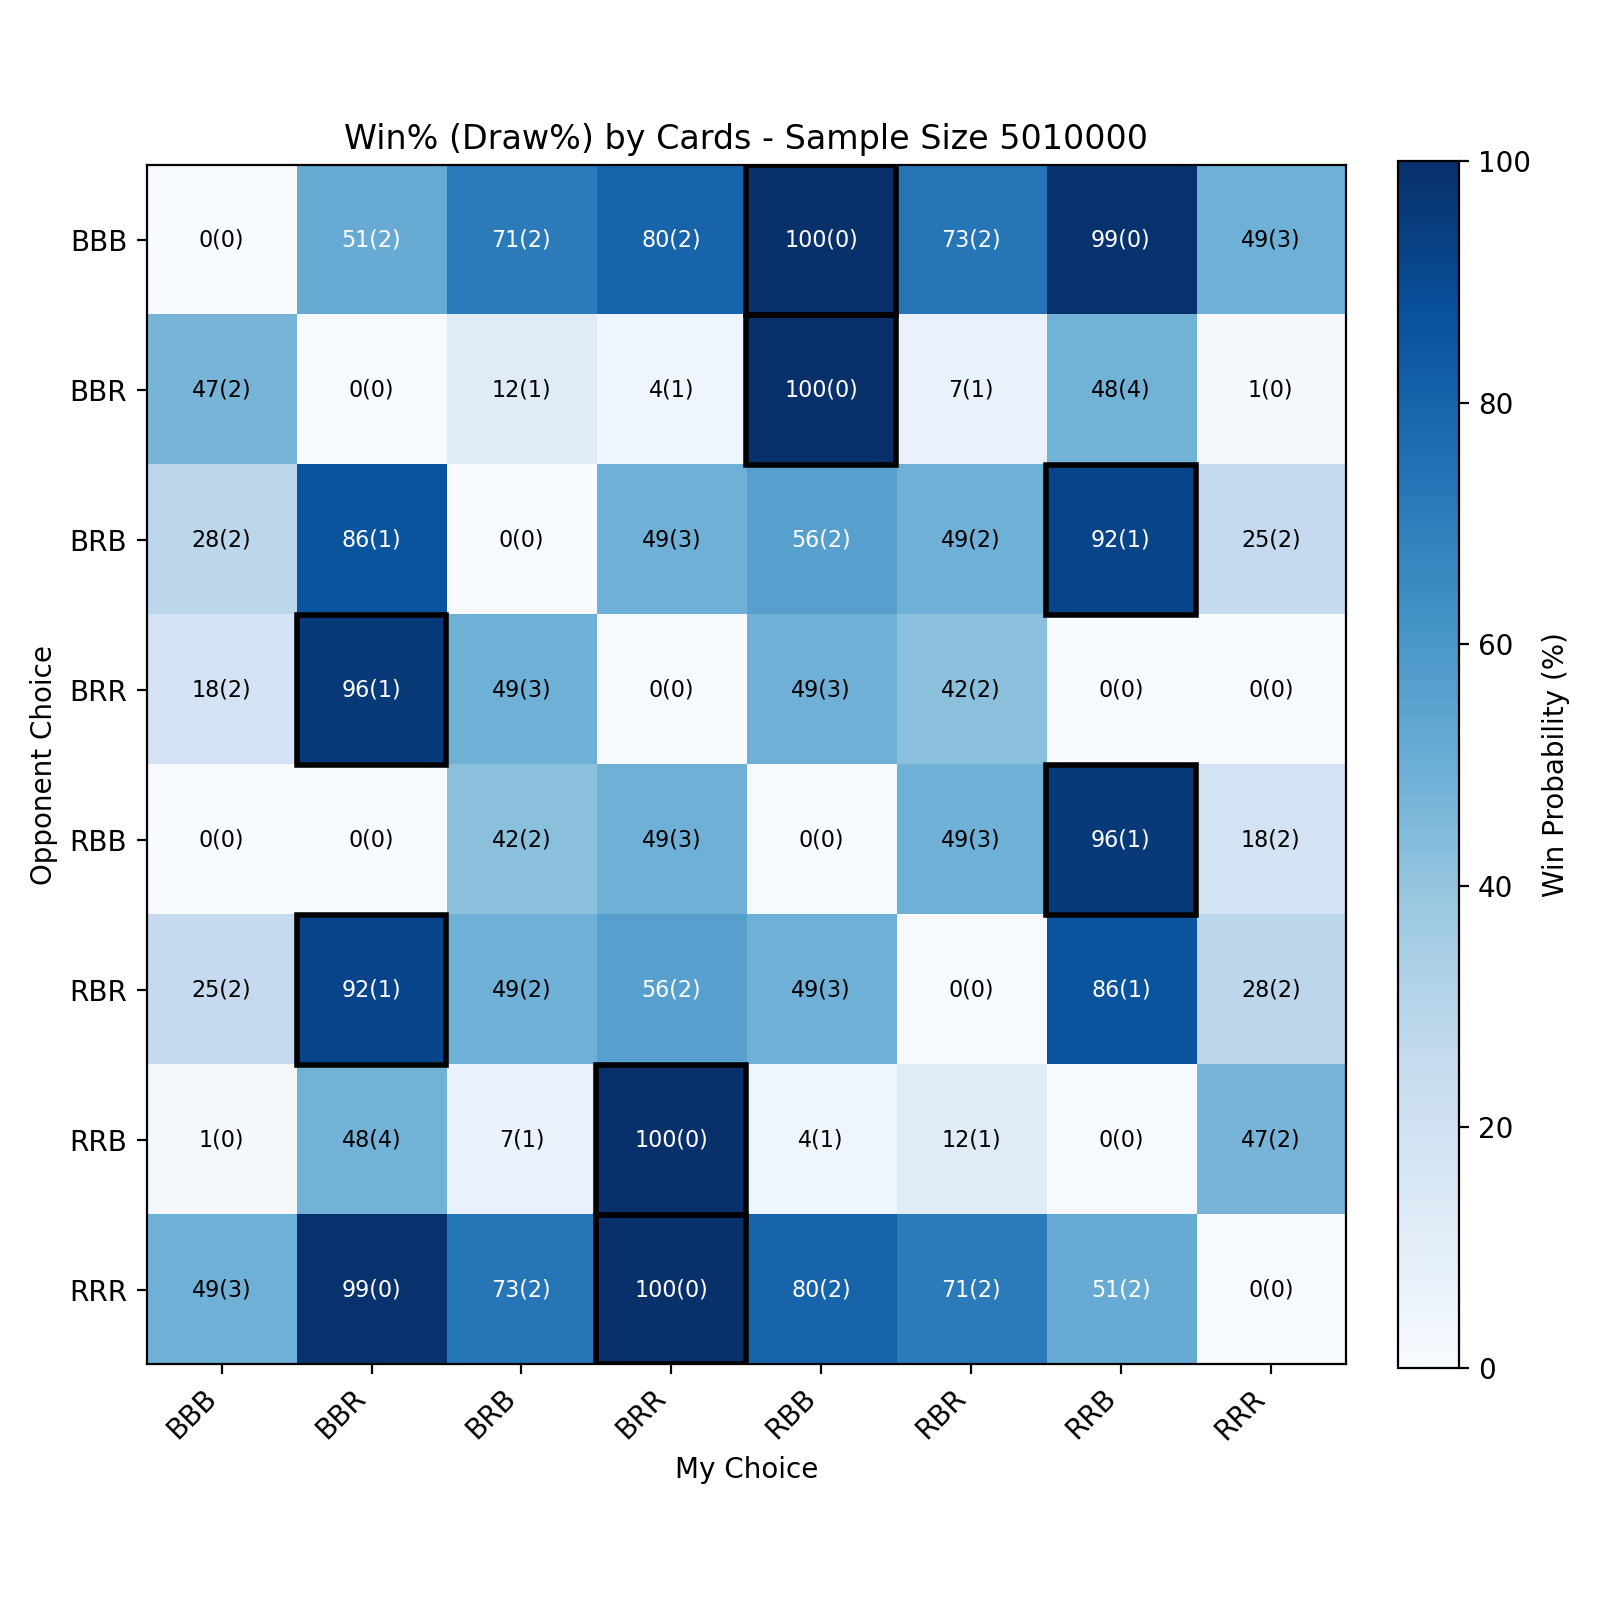 Win% (Draw%) by Cards - Sample Size 5010000
BBB 0(0) 51(2) 71(2) 80(2) 100(0) 73(2) 99(0) 49(3)
BBR 47(2) 0(0) 12(1) 4(1) 100(0) 7(1) 48(4) 1(0)
BRB 28(2) 86(1) 0(0) 49(3) 56(2) 49(2) 92(1) 25(2)
BRR 18(2) 96(1) 49(3) 0(0) 49(3) 42(2) 0(0) 0(0)
RBB 0(0) 0(0) 42(2) 49(3) 0(0) 49(3) 96(1) 18(2)
RBR 25(2) 92(1) 49(2) 56(2) 49(3) 0(0) 86(1) 28(2)
RRB 1(0) 48(4) 7(1) 100(0) 4(1) 12(1) 0(0) 47(2)
RRR 49(3) 99(0) 73(2) 100(0) 80(2) 71(2) 51(2) 0(0)
BBB BBR BRB BRR RBB RBR RRB RRR
My Choice
Opponent Choice
100
80
60
40
20
0
Win Probability (%)